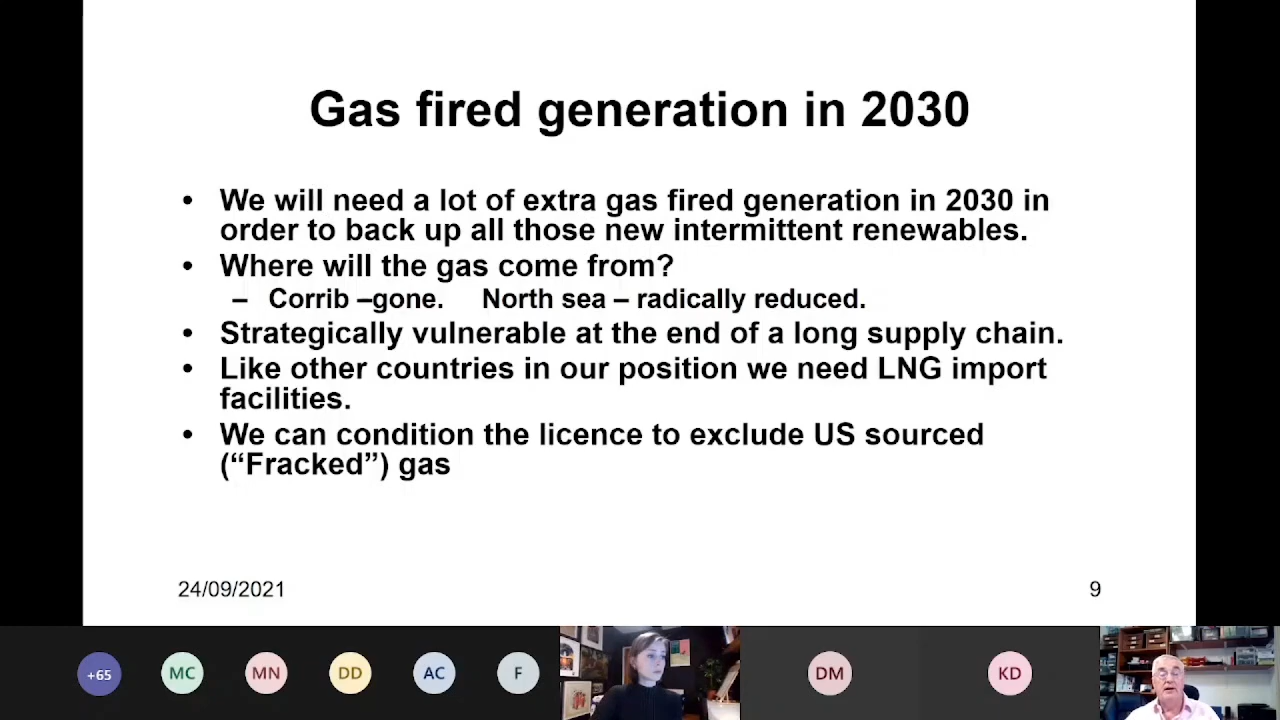 Gas fired generation in 2030
• We will need a lot of extra gas fired generation in 2030 in
order to back up all those new intermittent renewables.
• Where will the gas come from?
– Corrib –gone. North sea – radically reduced.
• Strategically vulnerable at the end of a long supply chain.
• Like other countries in our position we need LNG import
facilities.
• We can condition the licence to exclude US sourced
(“Fracked”) gas
24/09/2021 9
+65 MC MN DD AC F DM KD